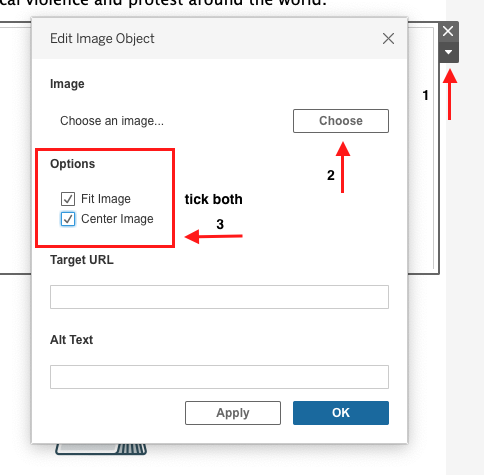 cal violence and protest around the world.
Edit Image Object
Image
1
Choose an image...
Choose
2
Options
Fit Image
Center Image
tick both
3
Target URL
Alt Text
Apply
OK